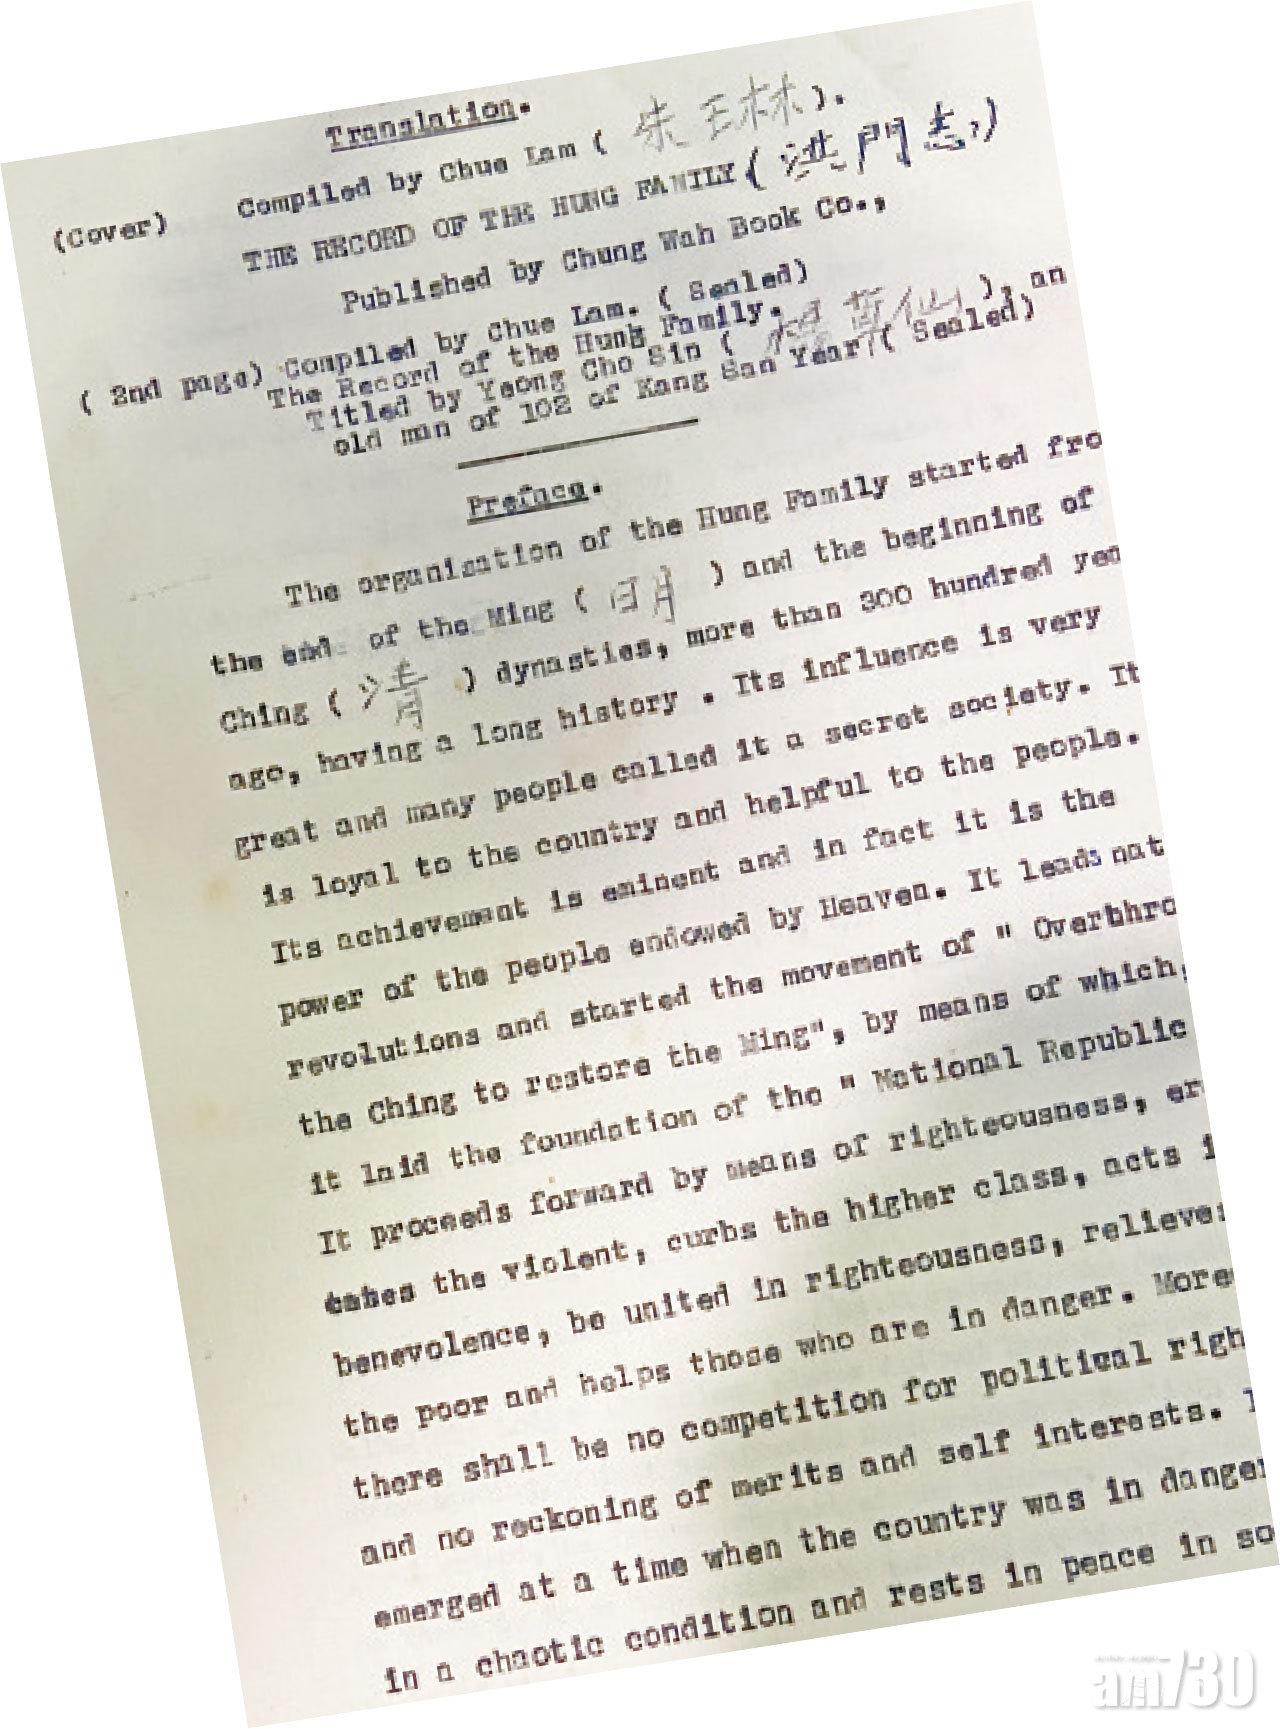 Translation.
(Cover) Compiled by Chue Lam ( 朱玉林 ).
THE RECORD OF THE HUNG FAMILY ( 洪門志 )
Published by Chung Wah Book Co.,
( 2nd page) Compiled by Chue Lam. ( Sealed)
The Record of the Hung Family.
Titled by Yeong Cho Sin ( 仙 ), an
old man of 102 of Kang San Year ( Sealed)
Preface.
The organization of the Hung Family started fro
the end of the Ming ( 明 ) and the beginning of
Ching ( 清 ) dynasties, more than 300 hundred yea
ago, having a long history . Its influence is very
great and many people called it a secret society. It
is loyal to the country and helpful to the people.
Its achievement is eminent and in fact it is the
power of the people endowed by Heaven. It leads nat
revolutions and started the movement of " Overthro
the Ching to restore the Ming", by means of which,
it laid the foundation of the " National Republic
It proceeds forward by means of righteousness, er
the violent, curbs the higher class, acts i
benevolence, be united in righteousness, relieves
the poor and helps those who are in danger. More
there shall be no competition for political righ
and no reckoning of merits and self interests. I
emerged at a time when the country was in danger
in a chaotic condition and rests in peace in so
am730